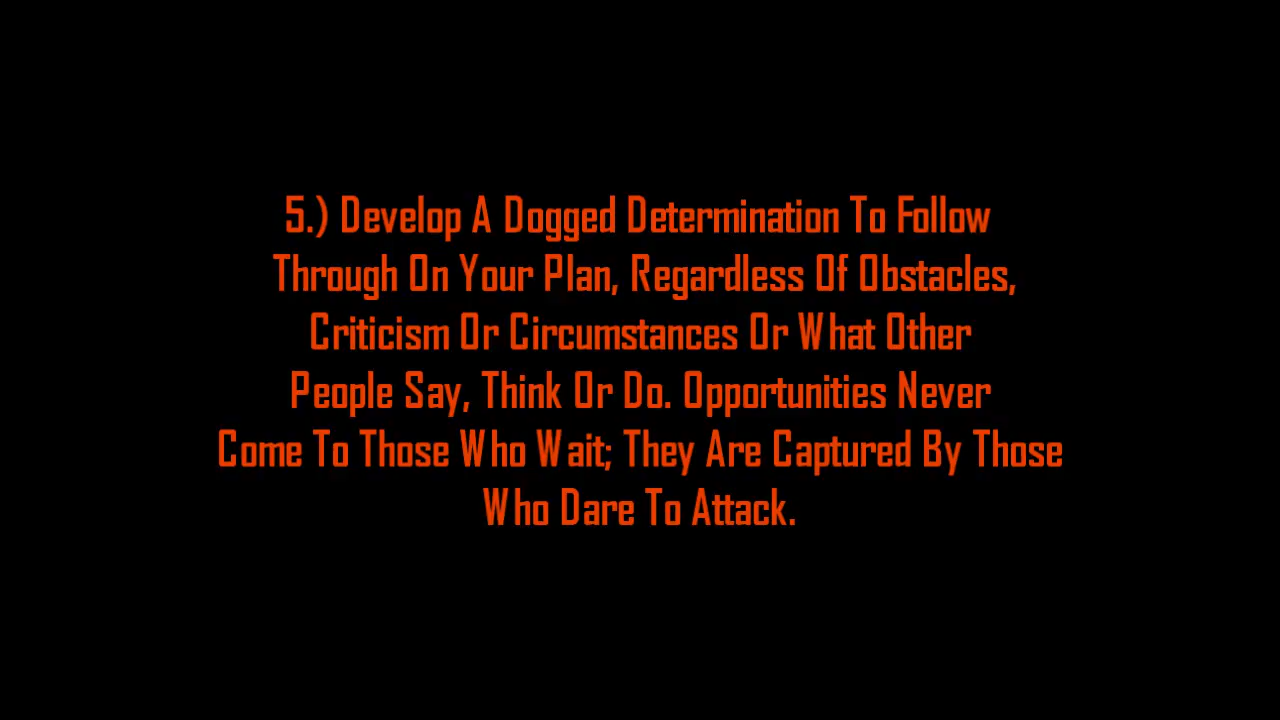 5.) Develop A Dogged Determination To Follow
Through On Your Plan, Regardless Of Obstacles,
Criticism Or Circumstances Or What Other
People Say, Think Or Do. Opportunities Never
Come To Those Who Wait; They Are Captured By Those
Who Dare To Attack.